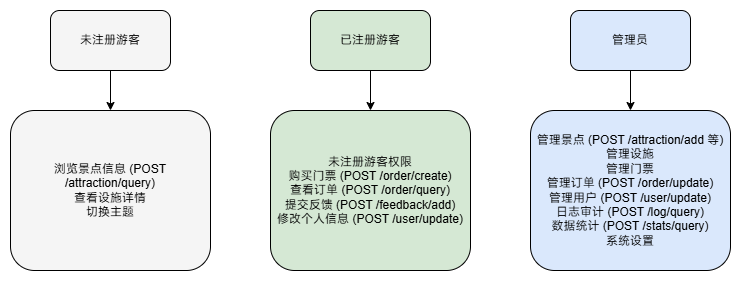 未注册游客
已注册游客
管理员
浏览景点信息 (POST
/attraction/query)
查看设施详情
切换主题
未注册游客权限
购买门票 (POST /order/create)
查看订单 (POST /order/query)
提交反馈 (POST /feedback/add)
修改个人信息 (POST /user/update)
管理景点 (POST /attraction/add 等)
管理设施
管理门票
管理订单 (POST /order/update)
管理用户 (POST /user/update)
日志审计 (POST /log/query)
数据统计 (POST /stats/query)
系统设置